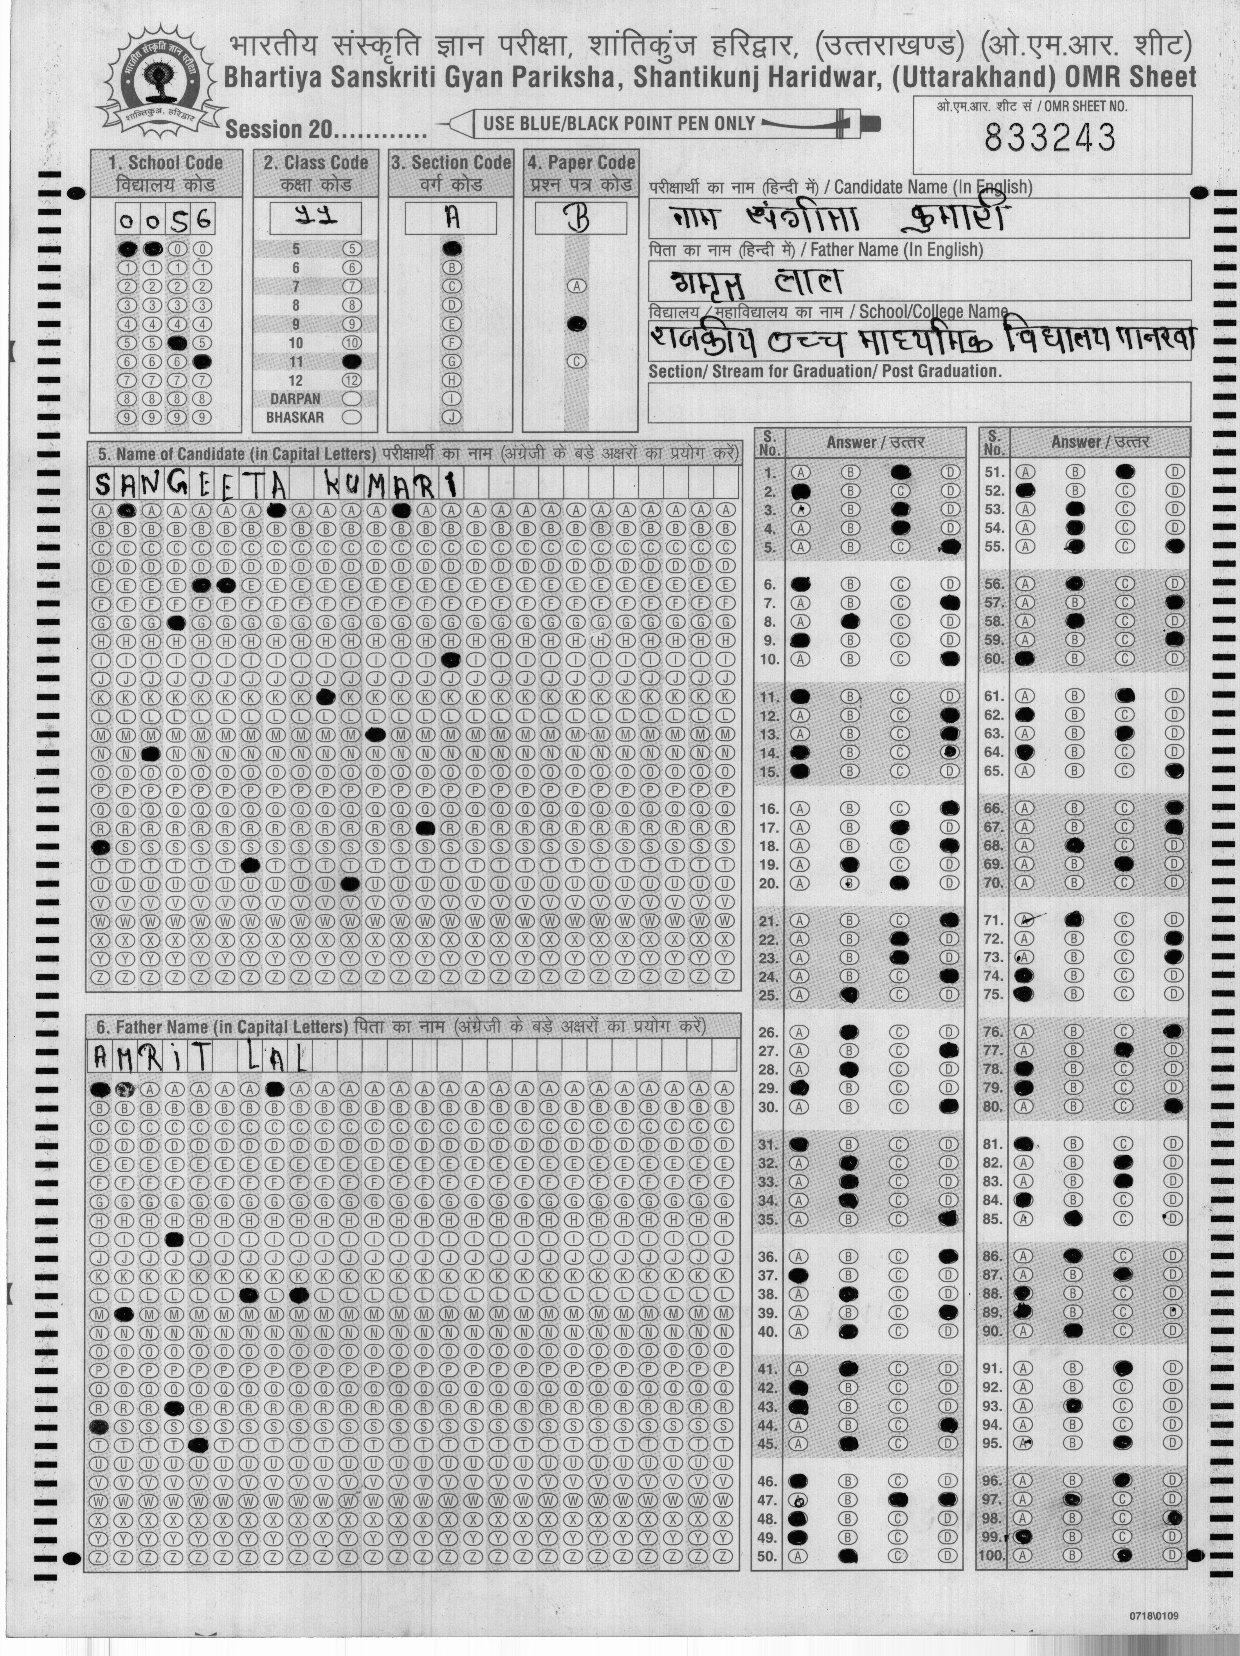 भारतीय संस्कृति ज्ञान परीक्षा, शांतिकुंज हरिद्वार, (उत्तराखण्ड) (ओ.एम.आर. शीट)
Bhartiya Sanskriti Gyan Pariksha, Shantikunj Haridwar, (Uttarakhand) OMR Sheet
Session 20............
USE BLUE/BLACK POINT PEN ONLY
ओ.एम.आर. शीट सं / OMR SHEET NO.
833243
1. School Code
विद्यालय कोड
0056
2. Class Code
कक्षा कोड
11
5
6
7
8
9
10
11
12
DARPAN
BHASKAR
3. Section Code
वर्ग कोड
A
4. Paper Code
प्रश्न पत्र कोड
B
परीक्षार्थी का नाम (हिन्दी में) / Candidate Name (In English)
नाम संगीता कुमारी
पिता का नाम (हिन्दी में) / Father Name (In English)
लाल
विद्यालय /महाविद्यालय का नाम / School/College Name
राजकीय उच्च माध्यमिक विद्यालय पानरवा
Section/ Stream for Graduation/ Post Graduation.
5. Name of Candidate (in Capital Letters) परीक्षार्थी का नाम (अंग्रेजी के बड़े अक्षरों का प्रयोग करें)
SANGEETA KUMARI
6. Father Name (in Capital Letters) पिता का नाम (अंग्रेजी के बड़े अक्षरों का प्रयोग करें)
AMRiT LAL
S. No. Answer / उत्तर
S. No. Answer / उत्तर
0718\0109